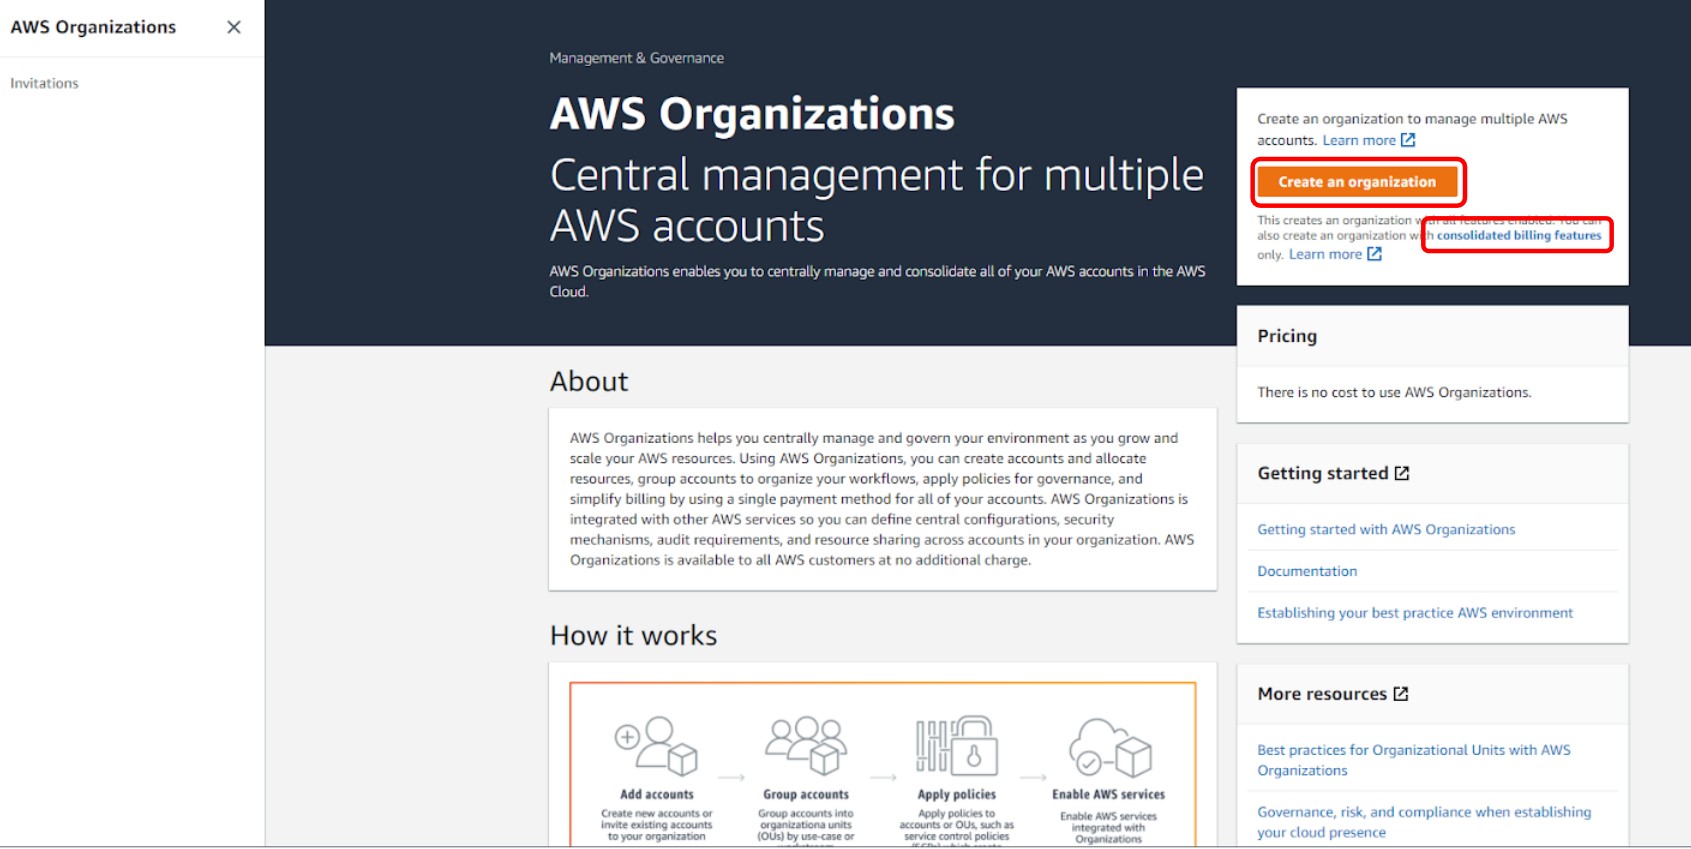 AWS Organizations
Invitations
Management & Governance
AWS Organizations
Central management for multiple
AWS accounts
AWS Organizations enables you to centrally manage and consolidate all of your AWS accounts in the AWS
Cloud.
Create an organization to manage multiple AWS
accounts. Learn more
Create an organization
This creates an organization with all features enabled. You can
also create an organization with consolidated billing features
only. Learn more
Pricing
There is no cost to use AWS Organizations.
Getting started
Getting started with AWS Organizations
Documentation
Establishing your best practice AWS environment
More resources
Best practices for Organizational Units with AWS
Organizations
Governance, risk, and compliance when establishing
your cloud presence
About
AWS Organizations helps you centrally manage and govern your environment as you grow and
scale your AWS resources. Using AWS Organizations, you can create accounts and allocate
resources, group accounts to organize your workflows, apply policies for governance, and
simplify billing by using a single payment method for all of your accounts. AWS Organizations is
integrated with other AWS services so you can define central configurations, security
mechanisms, audit requirements, and resource sharing across accounts in your organization. AWS
Organizations is available to all AWS customers at no additional charge.
How it works
Add accounts
Create new accounts or
invite existing accounts
to your organization
Group accounts
Group accounts into
organizationa units
(OUs) by use-case or
Apply policies
Apply policies to
accounts or OUs, such as
service control policies
Enable AWS services
Enable AWS services
integrated with
Organizations